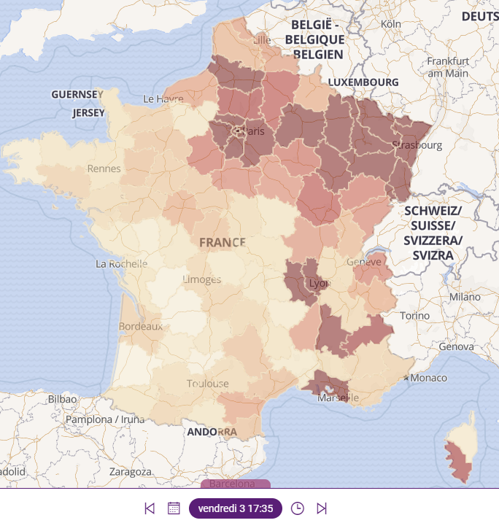 DEUTS
Köln
BELGIË -
BELGIQUE
BELGIEN
Lille
Frankfurt
am Main
LUXEMBOURG
GUERNSEY
Le Havre
JERSEY
Paris
Strasbourg
Rennes
SCHWEIZ/
SUISSE/
SVIZZERA/
SVIZRA
FRANCE
La Rochelle
Genève
Limoges
Lyon
Milano
Torino
Bordeaux
Genova
Monaco
Toulouse
Marseille
Bilbao
Pamplona / Iruña
ANDORRA
Zaragoza
adolid
Barcelona
vendredi 3 17:35